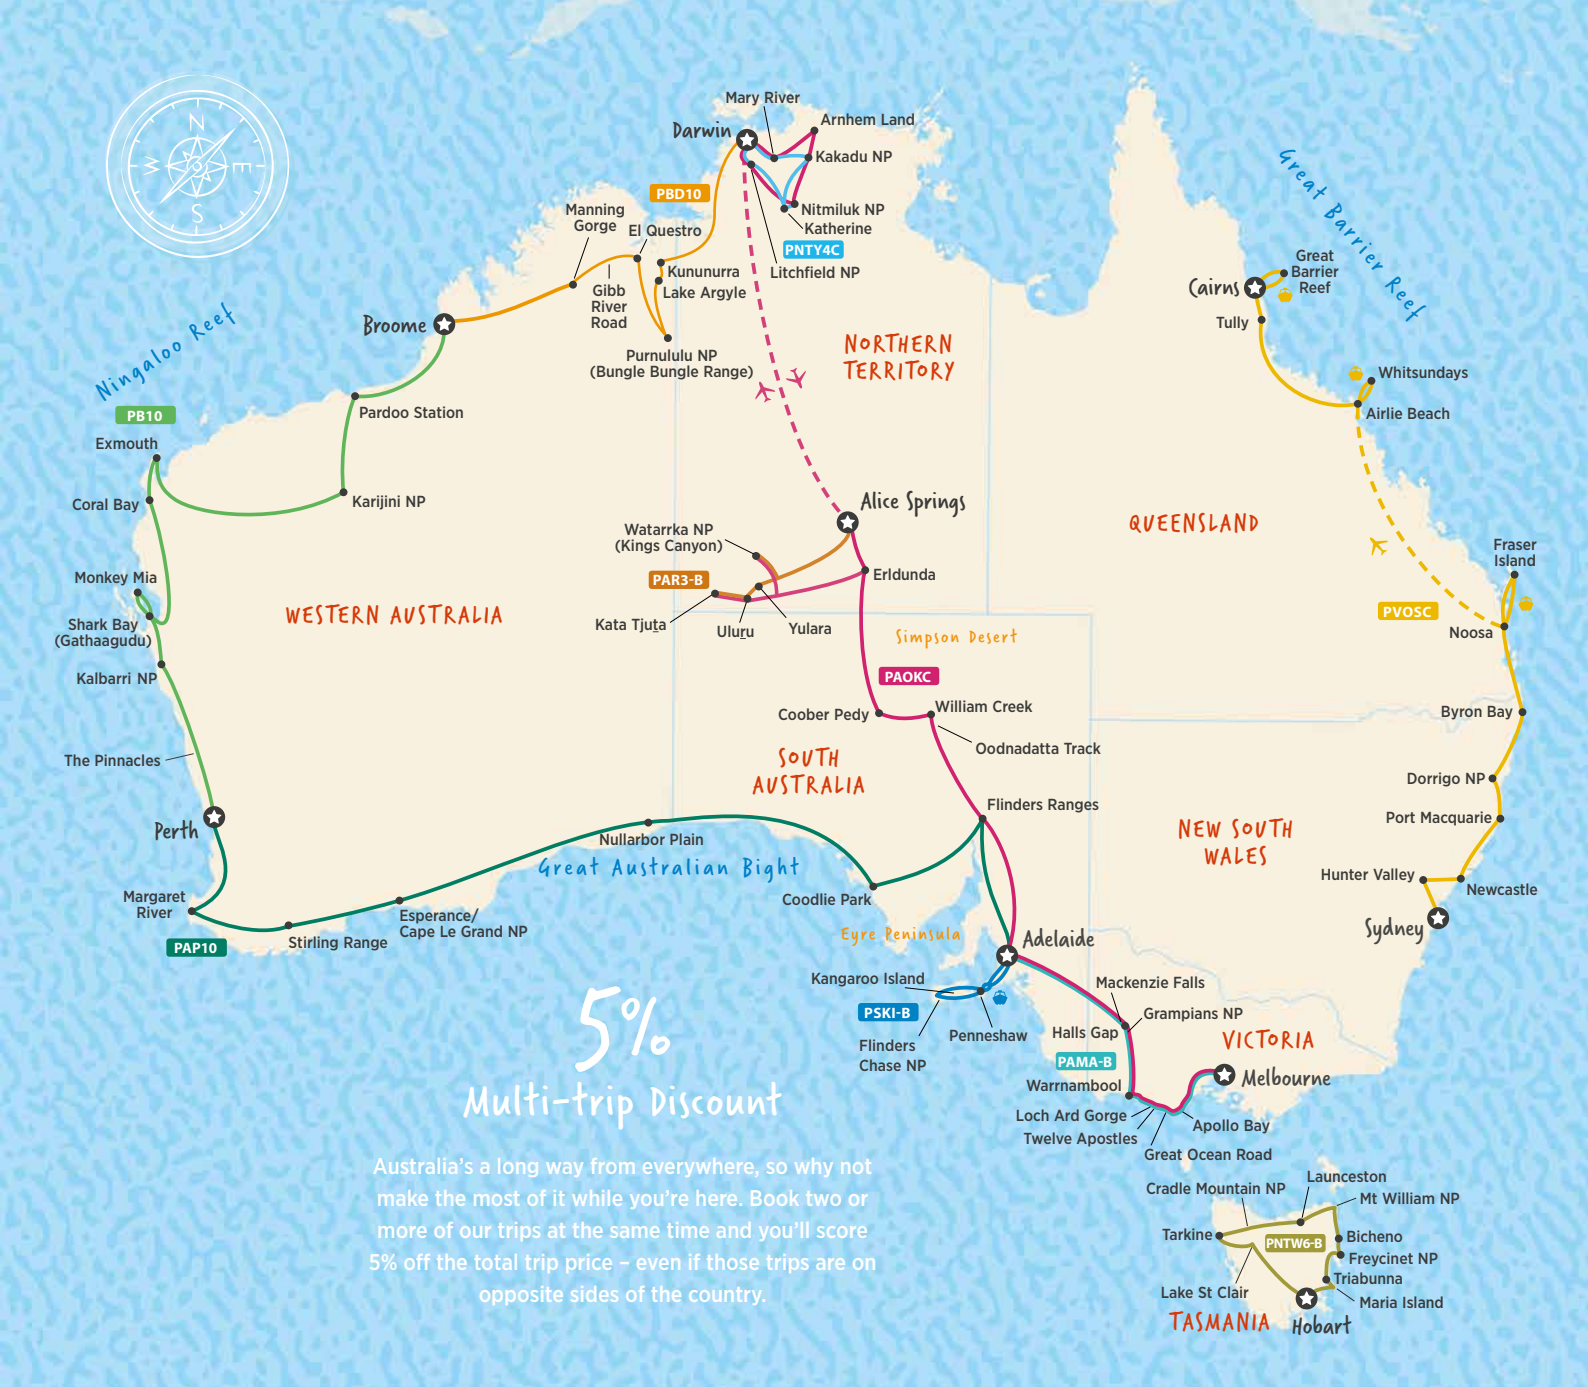 N
E
S
W
Mary River
Darwin
Arnhem Land
Kakadu NP
PBD10
Manning
Gorge
El Questro
Nitmiluk NP
Katherine
PNTY4C
Litchfield NP
Kununurra
Lake Argyle
Gibb
River
Road
Broome
Purnululu NP
(Bungle Bungle Range)
NORTHERN
TERRITORY
Great Barrier Reef
Great
Barrier
Reef
Cairns
Tully
Whitsundays
Airlie Beach
Ningaloo Reef
PB10
Pardoo Station
Exmouth
Coral Bay
Karijini NP
Monkey Mia
Shark Bay
(Gathaagudu)
Kalbarri NP
WESTERN AUSTRALIA
The Pinnacles
Perth
Alice Springs
Watarrka NP
(Kings Canyon)
PAR3-B
Erldunda
Kata Tjuṯa
Uluṟu
Yulara
QUEENSLAND
Fraser
Island
PVOSC
Noosa
Simpson Desert
PAOKC
Coober Pedy
William Creek
Oodnadatta Track
SOUTH
AUSTRALIA
Flinders Ranges
Byron Bay
Dorrigo NP
Port Macquarie
NEW SOUTH
WALES
Hunter Valley
Newcastle
Sydney
Nullarbor Plain
Great Australian Bight
Coodlie Park
Margaret
River
PAP10
Stirling Range
Esperance/
Cape Le Grand NP
Eyre Peninsula
Adelaide
Kangaroo Island
PSKI-B
Flinders
Chase NP
Penneshaw
Mackenzie Falls
Grampians NP
Halls Gap
PAMA-B
VICTORIA
Melbourne
Warrnambool
Loch Ard Gorge
Twelve Apostles
Apollo Bay
Great Ocean Road
5%
Multi-trip Discount
Australia's a long way from everywhere, so why not
make the most of it while you're here. Book two or
more of our trips at the same time and you'll score
5% off the total trip price – even if those trips are on
opposite sides of the country.
Launceston
Cradle Mountain NP
Mt William NP
Tarkine
PNTW6-B
Bicheno
Freycinet NP
Triabunna
Lake St Clair
Maria Island
TASMANIA
Hobart